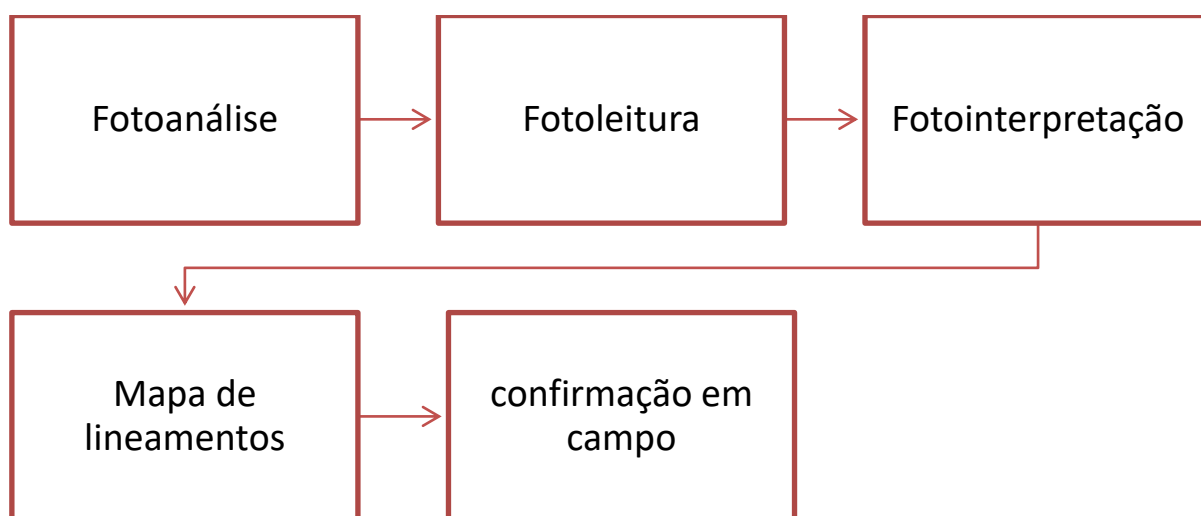 Fotoanálise
Fotoleitura
Fotointerpretação
Mapa de
lineamentos
confirmação em
campo